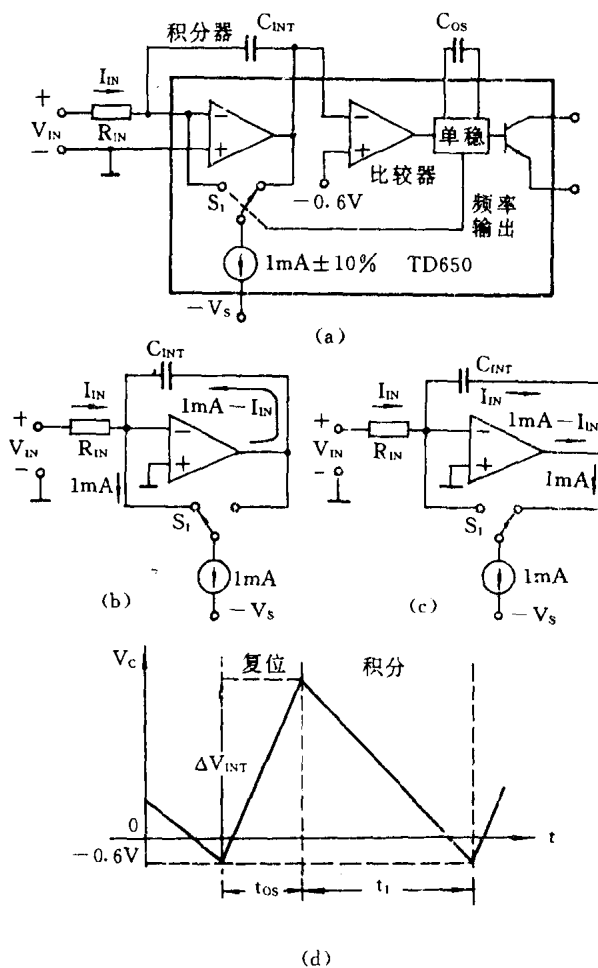 积分器
C_INT
C_OS
I_IN
+
V_IN
R_IN
−
−
+
−
+
单稳
比较器
S₁
−0.6V
频率
输出
1mA±10% TD650
−V_S
(a)
C_INT
I_IN
1mA−I_IN
+
V_IN
R_IN
−
−
+
1mA
S₁
1mA
−V_S
(b)
C_INT
I_IN
I_IN
1mA−I_IN
+
V_IN
R_IN
−
−
+
1mA
S₁
1mA
−V_S
(c)
V_C
复位
积分
ΔV_INT
0
t
−0.6V
t_OS
t_I
(d)